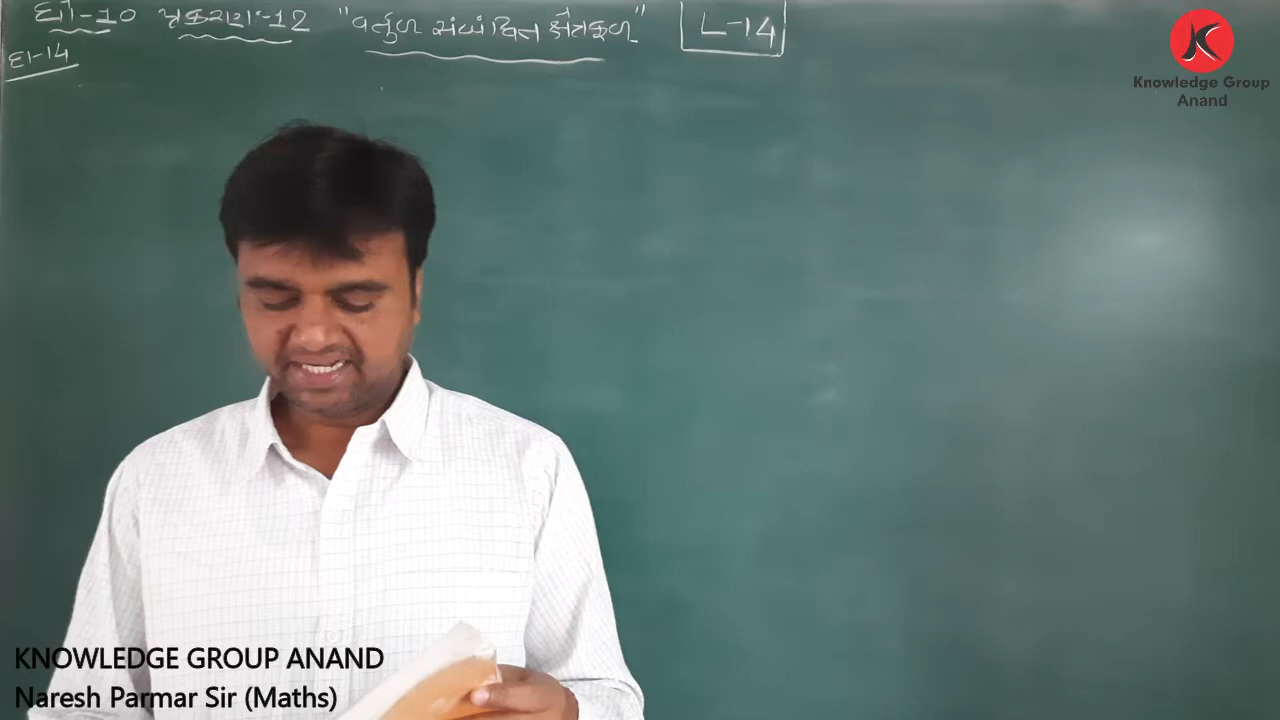 ધો-10 પ્રકરણ:-12 "વર્તુળ સંબંધિત ક્ષેત્રફળ" L-14
દા-14
Knowledge Group
Anand
KNOWLEDGE GROUP ANAND
Naresh Parmar Sir (Maths)